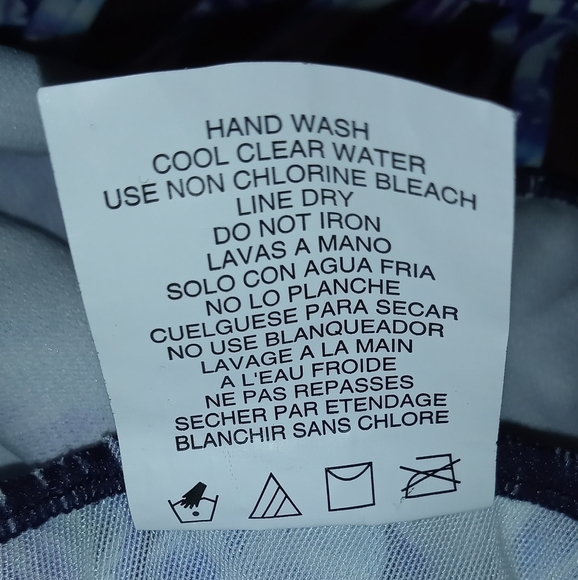 HAND WASH
COOL CLEAR WATER
USE NON CHLORINE BLEACH
LINE DRY
DO NOT IRON
LAVAS A MANO
SOLO CON AGUA FRIA
NO LO PLANCHE
CUELGUESE PARA SECAR
NO USE BLANQUEADOR
LAVAGE A LA MAIN
A L'EAU FROIDE
NE PAS REPASSES
SECHER PAR ETENDAGE
BLANCHIR SANS CHLORE